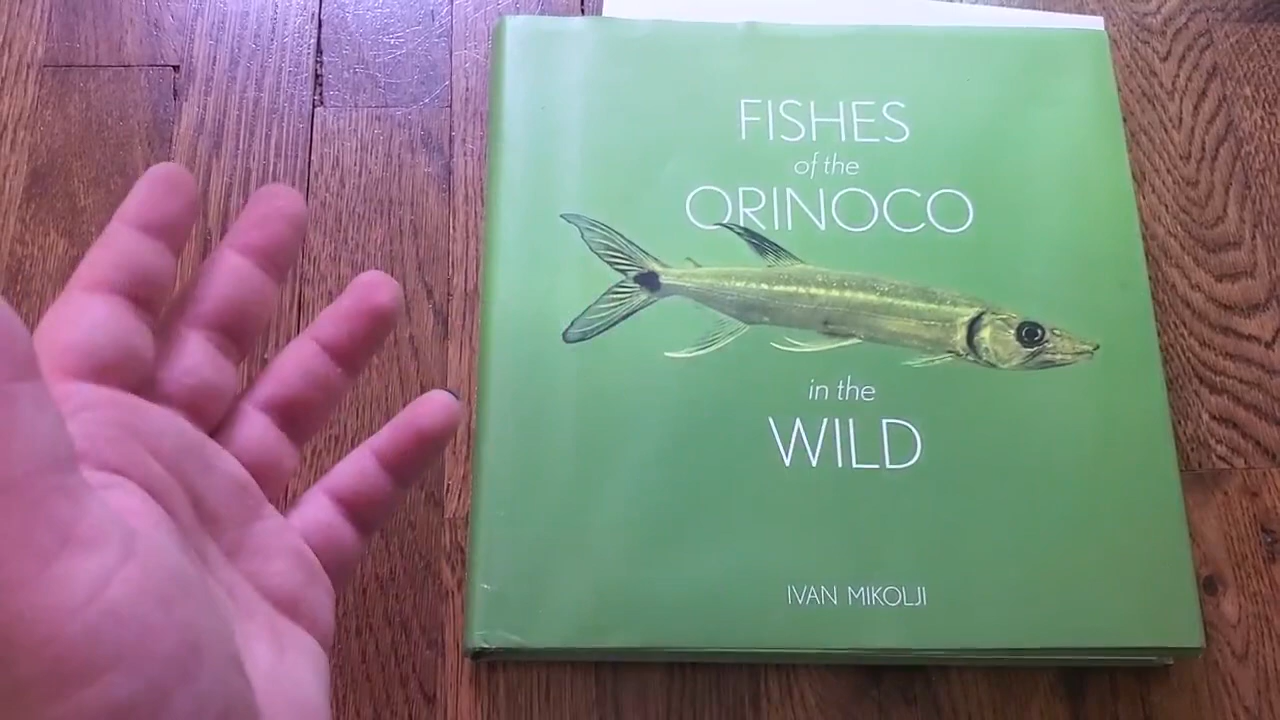 FISHES
of the
ORINOCO
in the
WILD
IVAN MIKOLJI